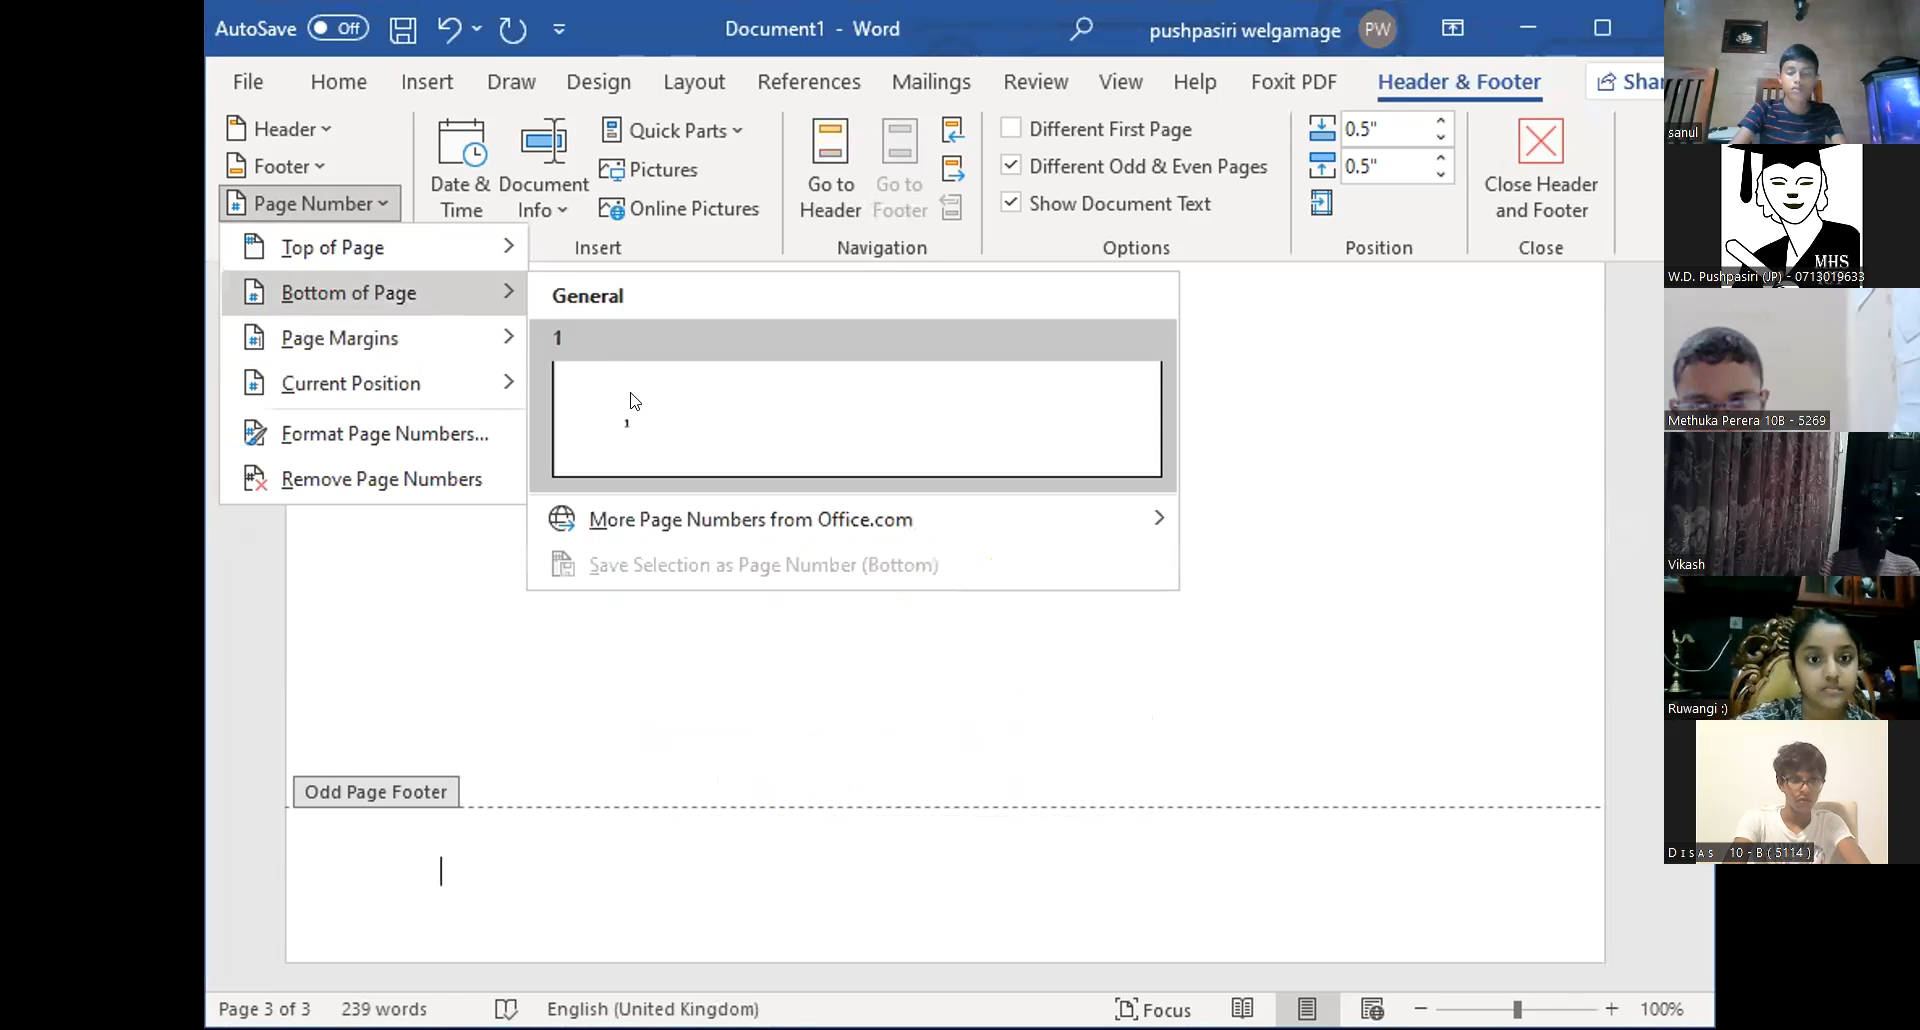 AutoSave Off Document1 - Word pushpasiri welgamage PW
File Home Insert Draw Design Layout References Mailings Review View Help Foxit PDF Header & Footer Shar
Header
Footer
Page Number
Date & Time
Document Info
Quick Parts
Pictures
Online Pictures
Insert
Go to Header
Go to Footer
Navigation
Different First Page
Different Odd & Even Pages
Show Document Text
Options
0.5"
0.5"
Position
Close Header and Footer
Close
Top of Page
Bottom of Page
Page Margins
Current Position
Format Page Numbers...
Remove Page Numbers
General
1
1
More Page Numbers from Office.com
Save Selection as Page Number (Bottom)
Odd Page Footer
Page 3 of 3 239 words English (United Kingdom) Focus 100%
sanul
MHS
W.D. Pushpasiri (JP) - 0713019633
Methuka Perera 10B - 5269
Vikash
Ruwangi :)
Disas 10 - B ( 5114 )